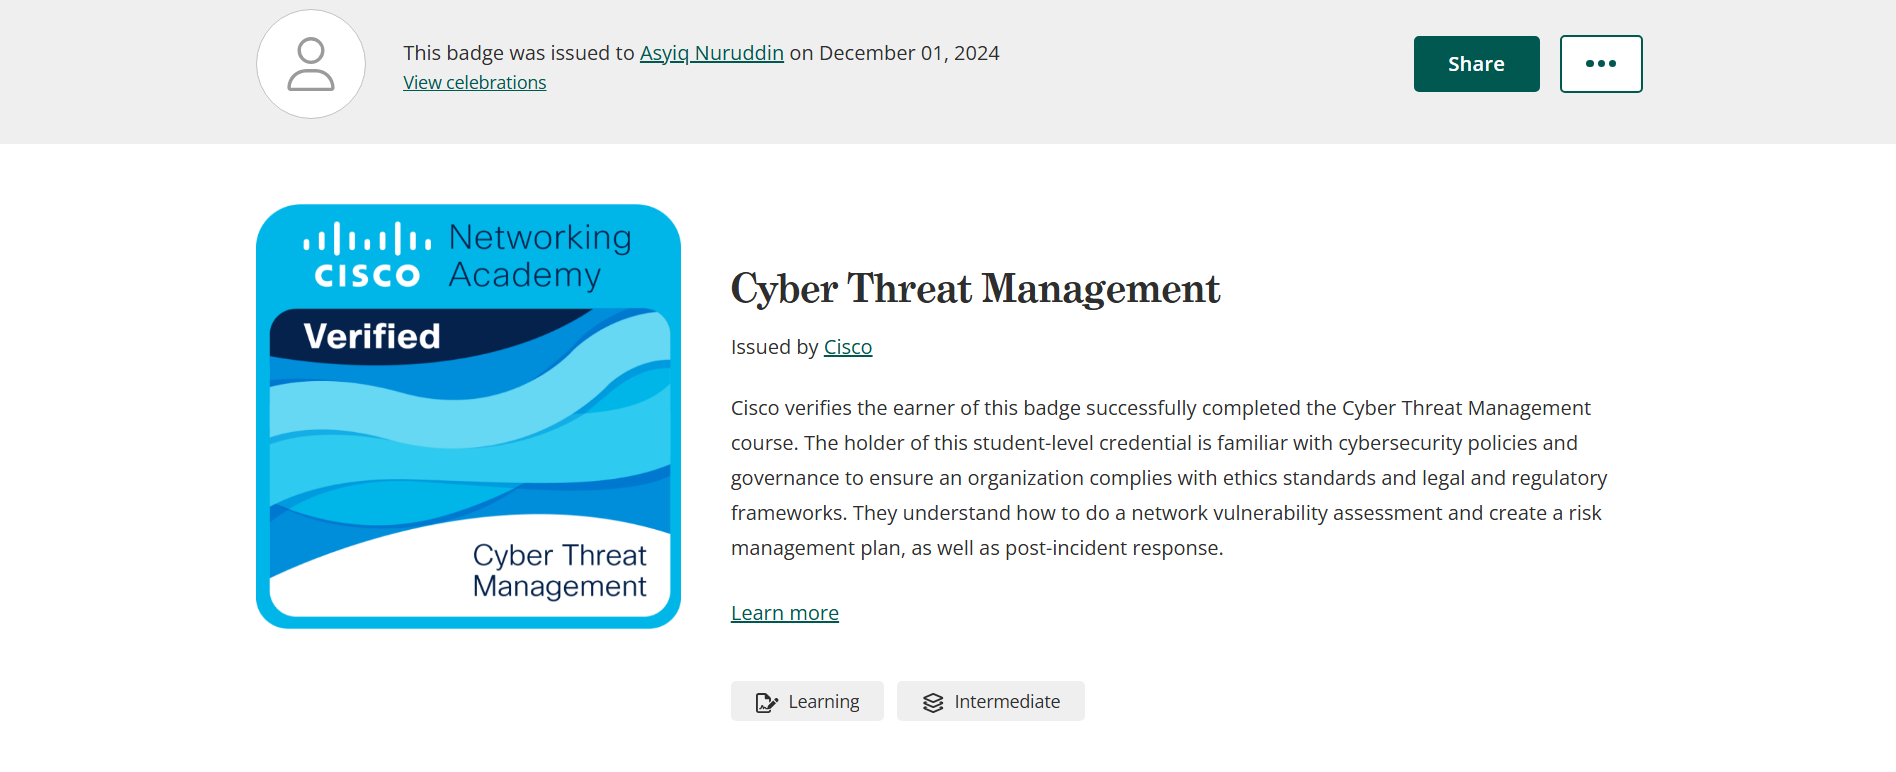 This badge was issued to Asyiq Nuruddin on December 01, 2024
View celebrations
Share
CISCO
Networking
Academy
Verified
Cyber Threat
Management
Cyber Threat Management
Issued by Cisco
Cisco verifies the earner of this badge successfully completed the Cyber Threat Management
course. The holder of this student-level credential is familiar with cybersecurity policies and
governance to ensure an organization complies with ethics standards and legal and regulatory
frameworks. They understand how to do a network vulnerability assessment and create a risk
management plan, as well as post-incident response.
Learn more
Learning
Intermediate